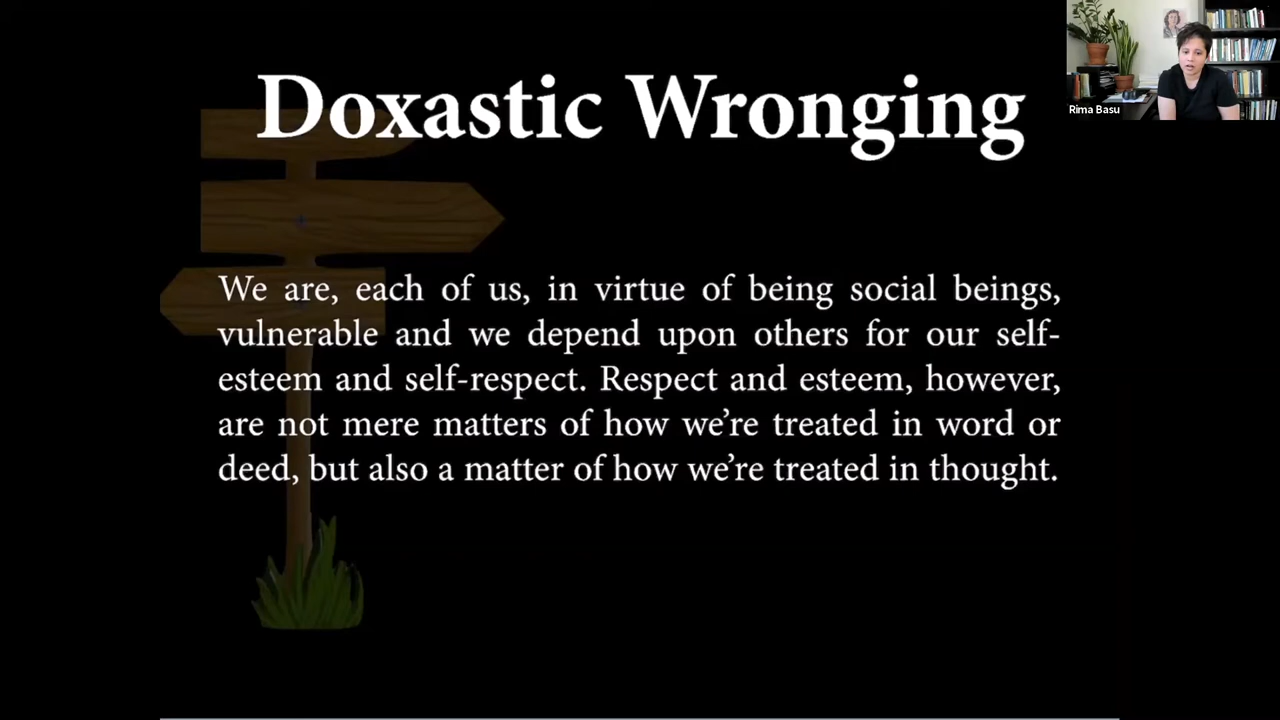 Doxastic Wronging
Rima Basu
We are, each of us, in virtue of being social beings,
vulnerable and we depend upon others for our self-
esteem and self-respect. Respect and esteem, however,
are not mere matters of how we’re treated in word or
deed, but also a matter of how we’re treated in thought.